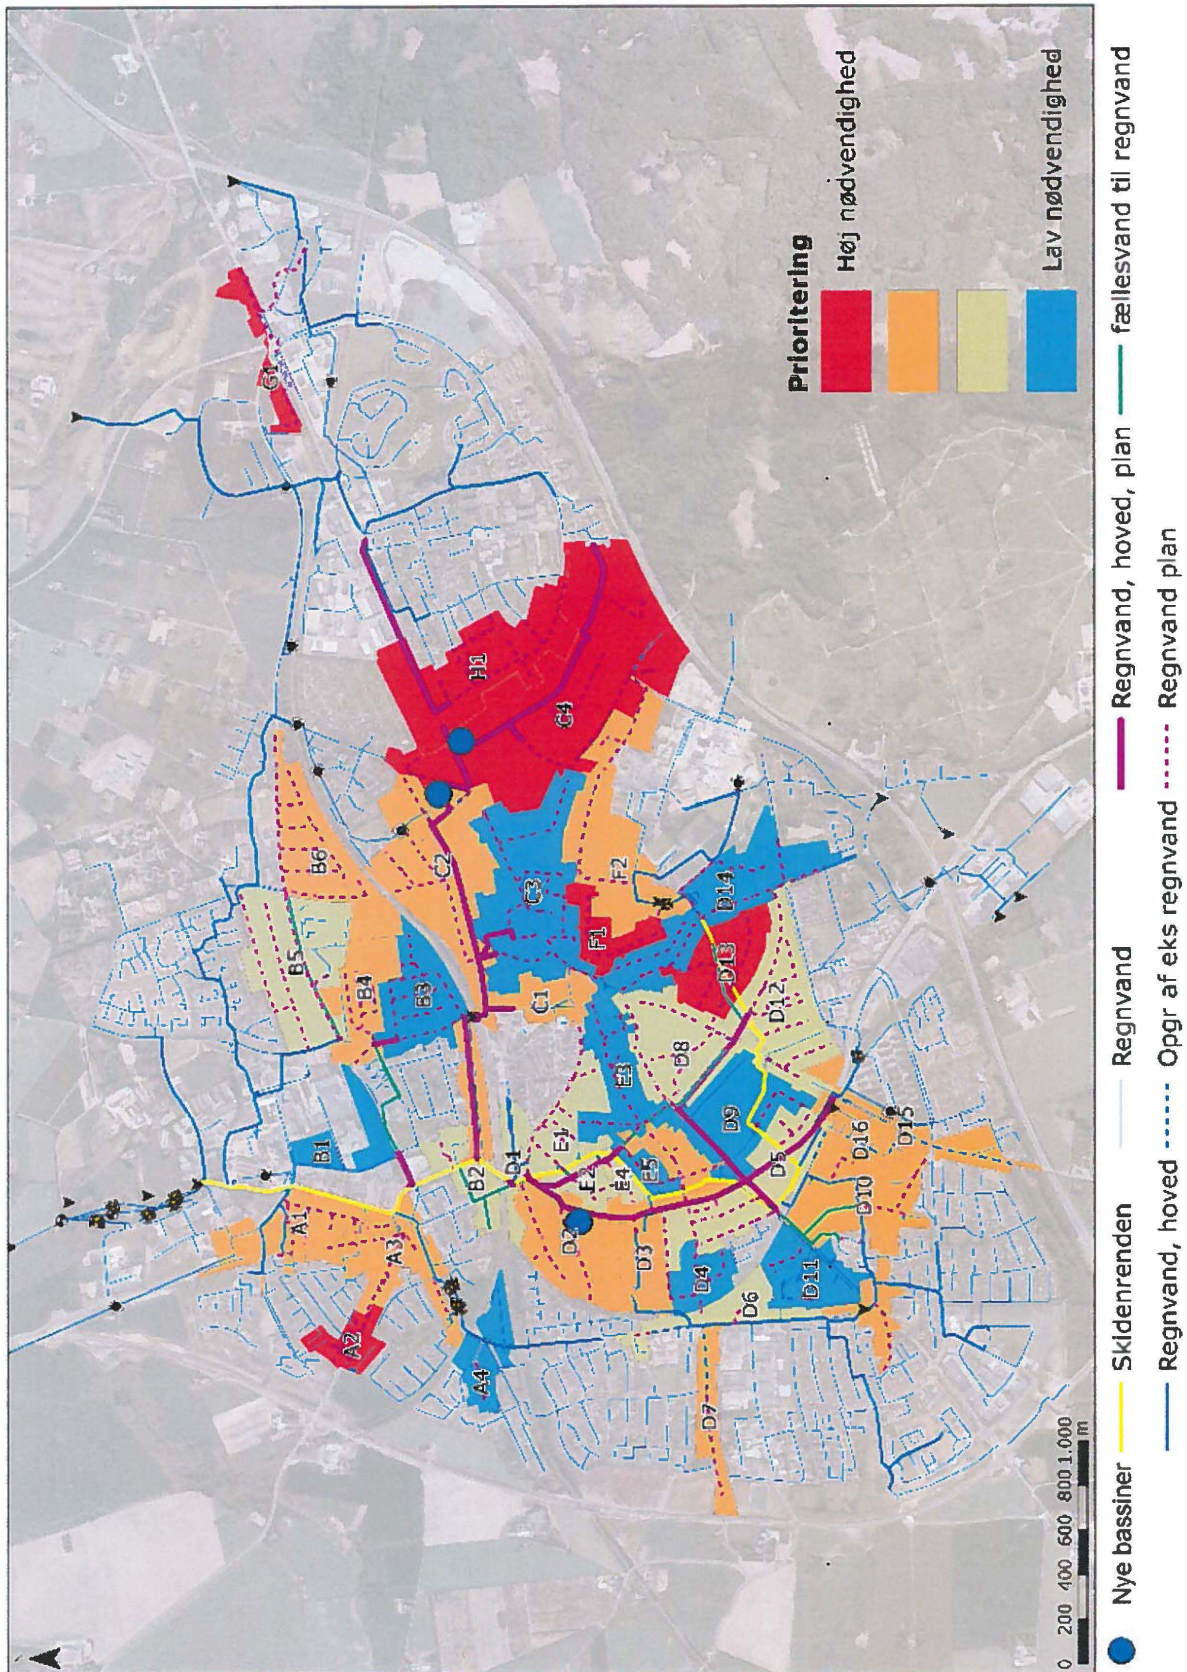 G1
H1
C4
B6
C2
B5
B4
B3
C3
F2
F1
D14
C1
D13
D12
D8
E3
D9
B1
B2
D1
E1
E2
E4
E5
D5
D16
D15
D10
A1
A3
A2
A4
D2
D3
D4
D6
D11
D7
Prioritering
Høj nødvendighed
Lav nødvendighed
0 200 400 600 800 1.000
m
Nye bassiner Skidenrenden Regnvand Regnvand, hoved, plan fællesvand til regnvand
Regnvand, hoved Opgr af eks regnvand Regnvand plan